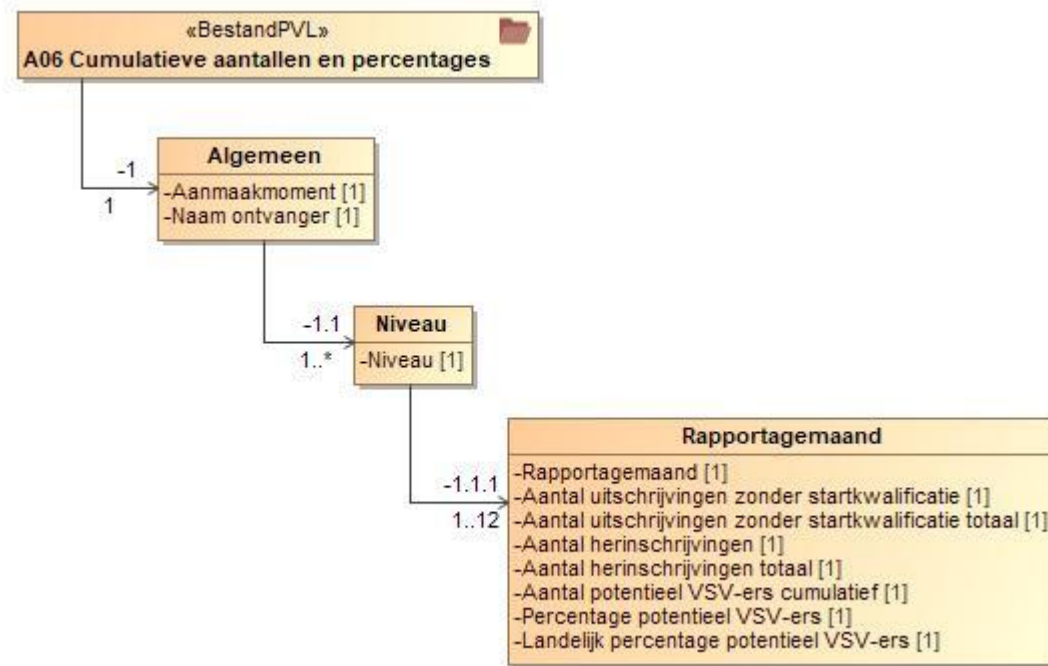 «BestandPVL»
A06 Cumulatieve aantallen en percentages
-1
1
Algemeen
-Aanmaakmoment [1]
-Naam ontvanger [1]
-1.1
1..*
Niveau
-Niveau [1]
-1.1.1
1..12
Rapportagemaand
-Rapportagemaand [1]
-Aantal uitschrijvingen zonder startkwalificatie [1]
-Aantal uitschrijvingen zonder startkwalificatie totaal [1]
-Aantal herinschrijvingen [1]
-Aantal herinschrijvingen totaal [1]
-Aantal potentieel VSV-ers cumulatief [1]
-Percentage potentieel VSV-ers [1]
-Landelijk percentage potentieel VSV-ers [1]